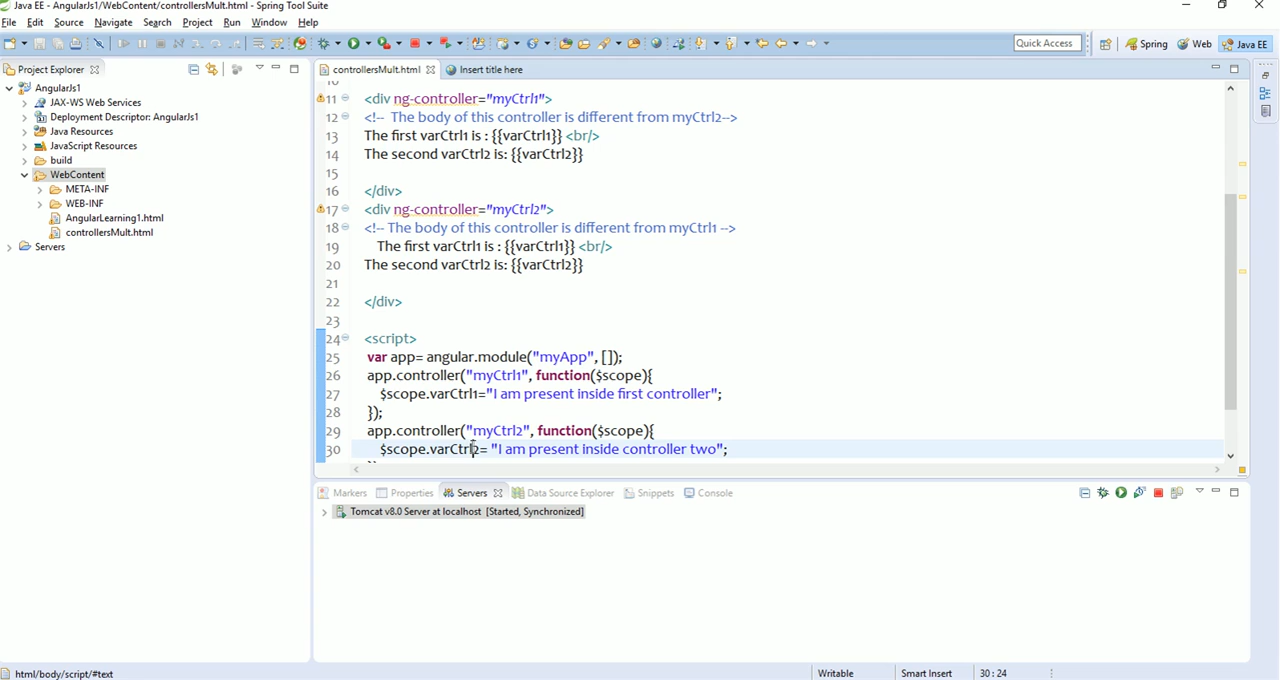 Java EE - AngularJs1/WebContent/controllersMult.html - Spring Tool Suite
File Edit Source Navigate Search Project Run Window Help
Quick Access Spring Web Java EE
Project Explorer
AngularJs1
JAX-WS Web Services
Deployment Descriptor: AngularJs1
Java Resources
JavaScript Resources
build
WebContent
META-INF
WEB-INF
AngularLearning1.html
controllersMult.html
Servers
controllersMult.html Insert title here
11 <div ng-controller="myCtrl1">
12 <!-- The body of this controller is different from myCtrl2-->
13 The first varCtrl1 is : {{varCtrl1}} <br/>
14 The second varCtrl2 is: {{varCtrl2}}
15
16 </div>
17 <div ng-controller="myCtrl2">
18 <!-- The body of this controller is different from myCtrl1 -->
19 The first varCtrl1 is : {{varCtrl1}} <br/>
20 The second varCtrl2 is: {{varCtrl2}}
21
22 </div>
23
24 <script>
25 var app= angular.module("myApp", []);
26 app.controller("myCtrl1", function($scope){
27 $scope.varCtrl1="I am present inside first controller";
28 });
29 app.controller("myCtrl2", function($scope){
30 $scope.varCtrl2= "I am present inside controller two";
Markers Properties Servers Data Source Explorer Snippets Console
Tomcat v8.0 Server at localhost [Started, Synchronized]
html/body/script/#text Writable Smart Insert 30 : 24